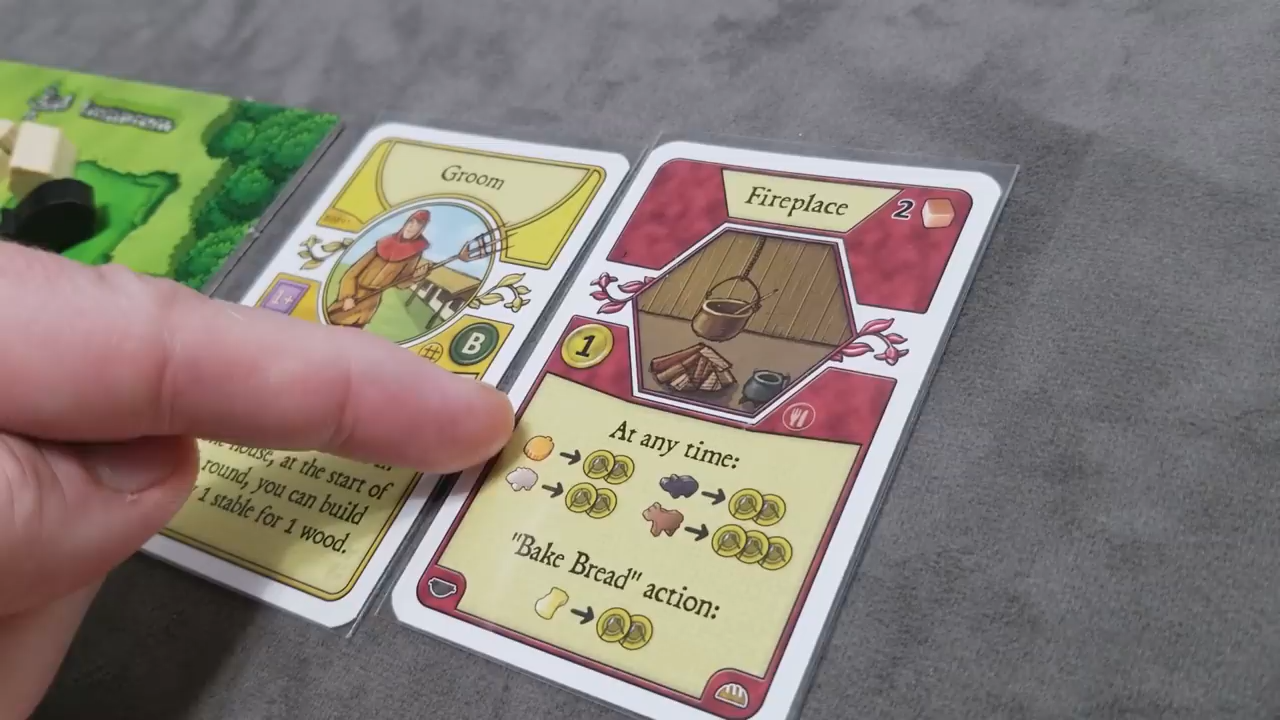 Groom
1+
B
house, at the start of
round, you can build
1 stable for 1 wood.
Fireplace
2
1
At any time:
"Bake Bread" action: